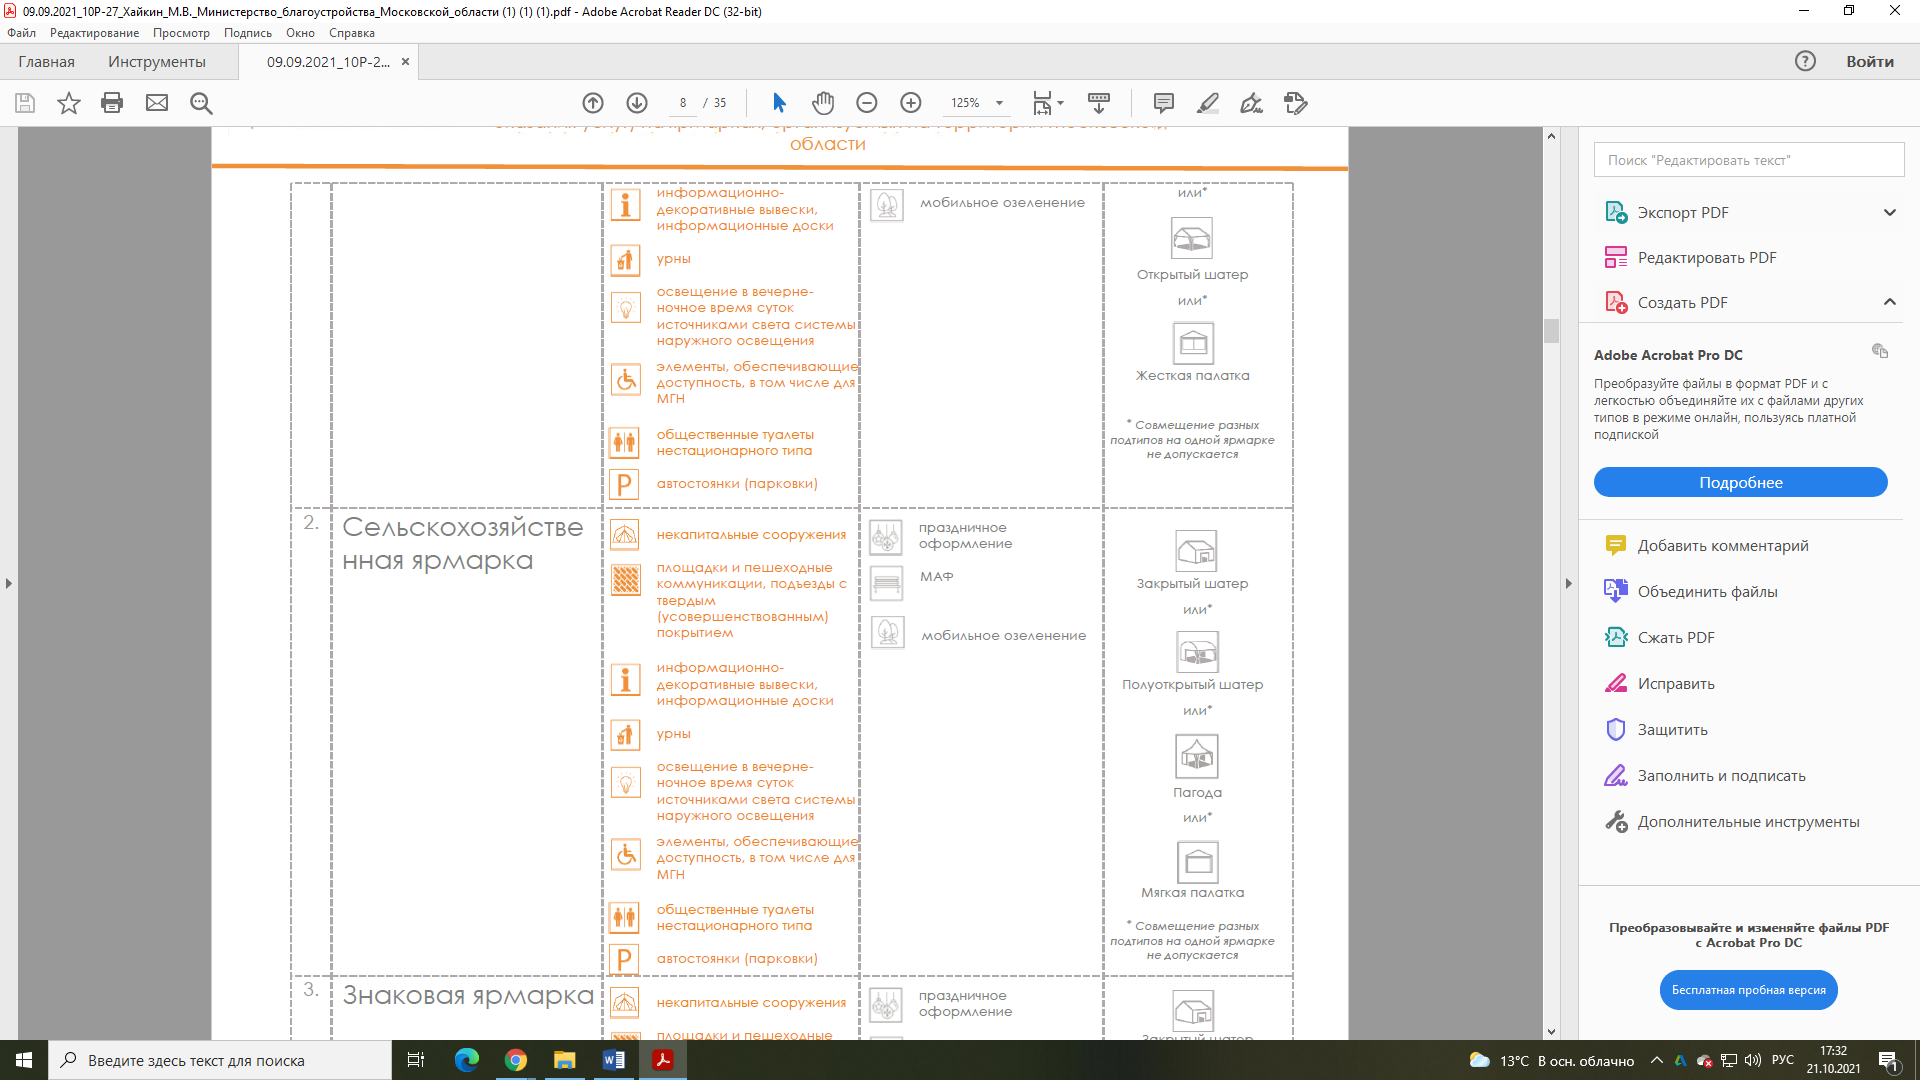 09.09.2021_10Р-27_Хайкин_М.В._Министерство_благоустройства_Московской_области (1) (1) (1).pdf - Adobe Acrobat Reader DC (32-bit)
Файл Редактирование Просмотр Подпись Окно Справка
Главная Инструменты 09.09.2021_10Р-2... × Войти
8 / 35 125%
области
информационно-
декоративные вывески,
информационные доски
урны
освещение в вечерне-
ночное время суток
источниками света системы
наружного освещения
элементы, обеспечивающие
доступность, в том числе для
МГН
общественные туалеты
нестационарного типа
P автостоянки (парковки)
мобильное озеленение
или*
Открытый шатер
или*
Жесткая палатка
* Совмещение разных
подтипов на одной ярмарке
не допускается
2. Сельскохозяйстве
нная ярмарка
некапитальные сооружения
площадки и пешеходные
коммуникации, подъезды с
твердым
(усовершенствованным)
покрытием
информационно-
декоративные вывески,
информационные доски
урны
освещение в вечерне-
ночное время суток
источниками света системы
наружного освещения
элементы, обеспечивающие
доступность, в том числе для
МГН
общественные туалеты
нестационарного типа
P автостоянки (парковки)
праздничное
оформление
МАФ
мобильное озеленение
Закрытый шатер
или*
Полуоткрытый шатер
или*
Пагода
или*
Мягкая палатка
* Совмещение разных
подтипов на одной ярмарке
не допускается
3. Знаковая ярмарка
некапитальные сооружения
площадки и пешеходные
праздничное
оформление
Закрытый шатер
Поиск "Редактировать текст"
Экспорт PDF
Редактировать PDF
Создать PDF
Adobe Acrobat Pro DC
Преобразуйте файлы в формат PDF и с
легкостью объединяйте их с файлами других
типов в режиме онлайн, пользуясь платной
подпиской
Подробнее
Добавить комментарий
Объединить файлы
Сжать PDF
Исправить
Защитить
Заполнить и подписать
Дополнительные инструменты
Преобразовывайте и изменяйте файлы PDF
с Acrobat Pro DC
Бесплатная пробная версия
Введите здесь текст для поиска
13°C В осн. облачно РУС
17:32
21.10.2021
1